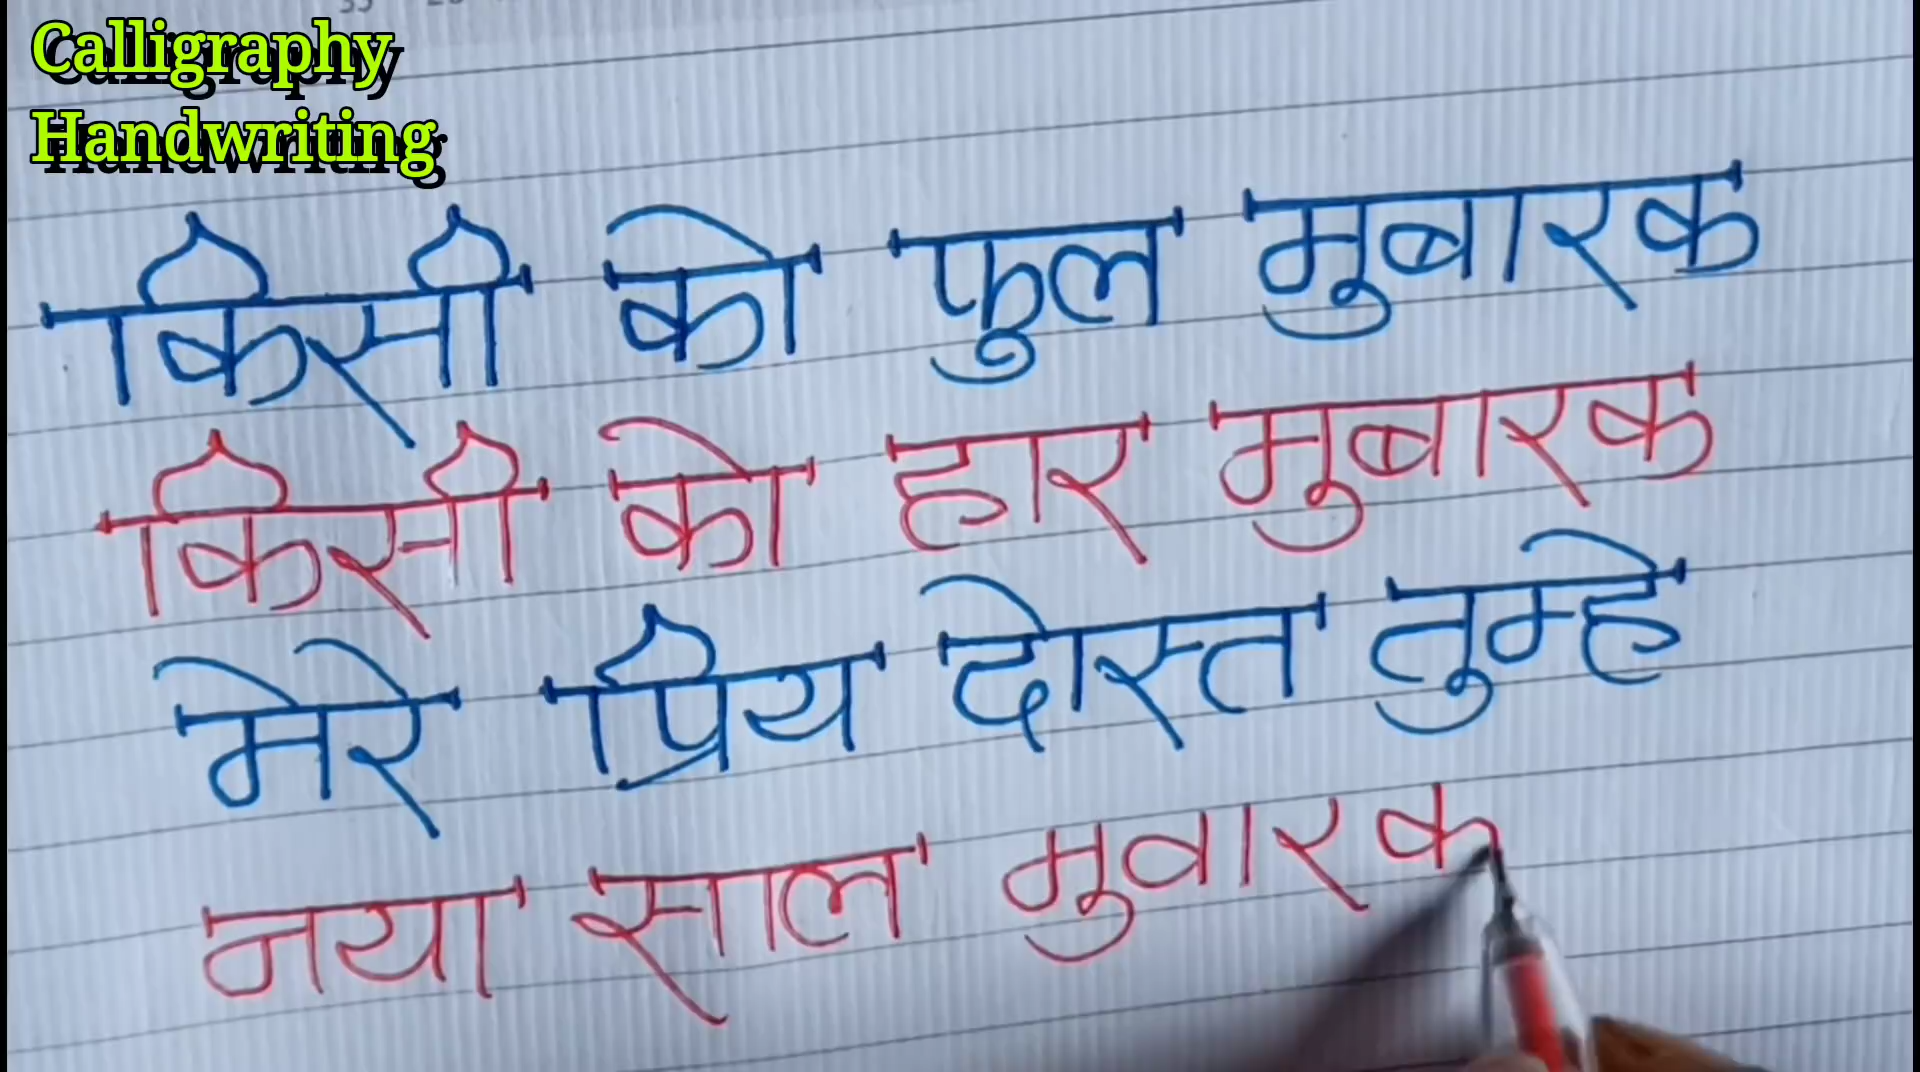 Calligraphy
Handwriting
किसी को फुल मुबारक
किसी को हार मुबारक
मेरे प्रिय दोस्त तुम्हे
नया साल मुवारक